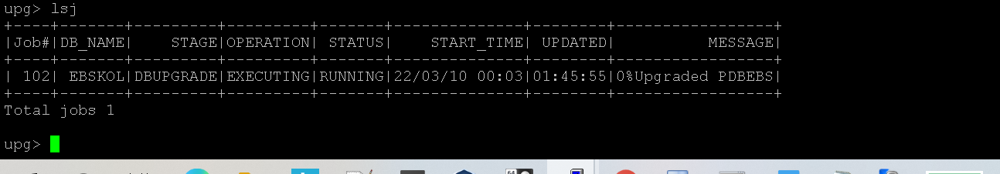 upg> lsj
+----+-------+---------+---------+-------+--------------+--------+-----------------+
|Job#|DB_NAME|    STAGE|OPERATION| STATUS|    START_TIME| UPDATED|          MESSAGE|
+----+-------+---------+---------+-------+--------------+--------+-----------------+
| 102| EBSKOL|DBUPGRADE|EXECUTING|RUNNING|22/03/10 00:03|01:45:55|0%Upgraded PDBEBS|
+----+-------+---------+---------+-------+--------------+--------+-----------------+
Total jobs 1
upg>
64